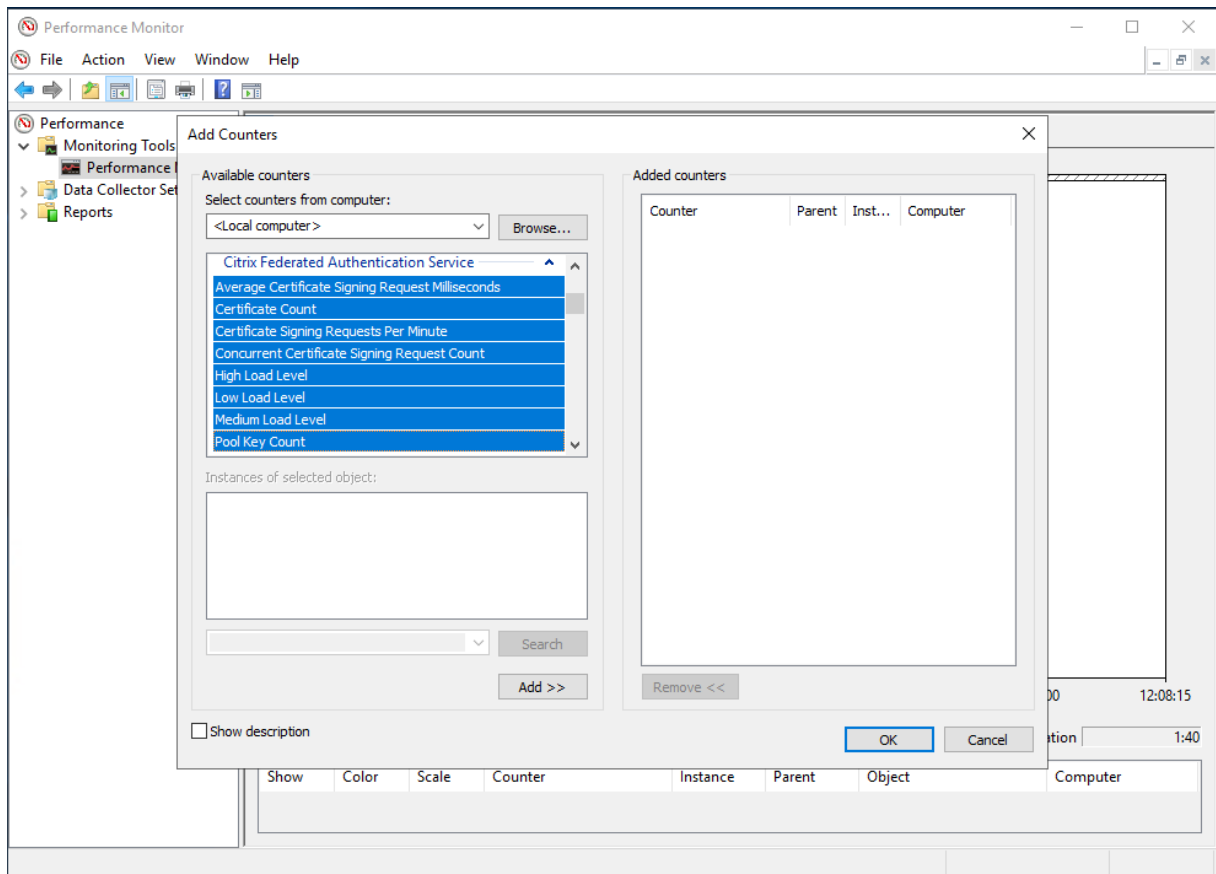 Performance Monitor
File Action View Window Help
Performance
Monitoring Tools
Performance
Data Collector Set
Reports
Add Counters
Available counters
Select counters from computer:
<Local computer>
Browse...
Citrix Federated Authentication Service
Average Certificate Signing Request Milliseconds
Certificate Count
Certificate Signing Requests Per Minute
Concurrent Certificate Signing Request Count
High Load Level
Low Load Level
Medium Load Level
Pool Key Count
Instances of selected object:
Search
Add >>
Show description
Added counters
Counter Parent Inst... Computer
Remove <<
OK Cancel
00 12:08:15
ation 1:40
Show Color Scale Counter Instance Parent Object Computer